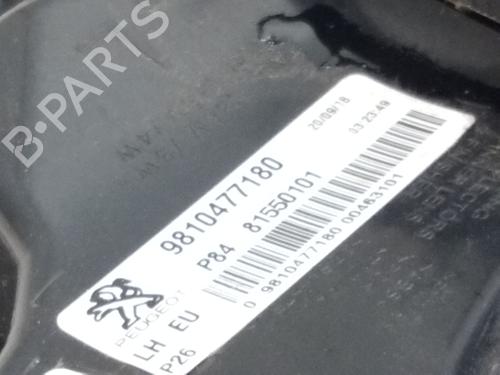 B-PARTS
20/09/18
03 23:49
9810477180
P84 81550101
0 9810477180 00463101
PEUGEOT
LH EU
P26